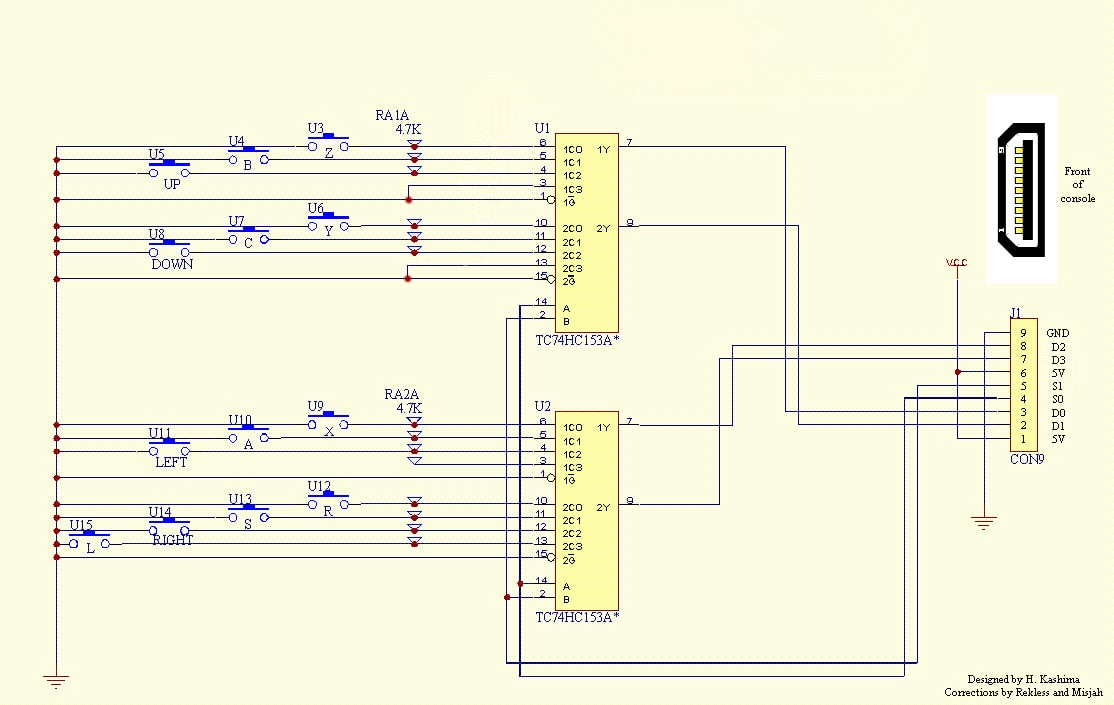 RA1A
4.7K
U1
U3
Z
U4
B
U5
UP
6
5
4
3
1
1C0
1C1
1C2
1C3
1G
1Y
7
U6
Y
U7
C
U8
DOWN
10
11
12
13
15
2C0
2C1
2C2
2C3
2G
2Y
9
14
2
A
B
TC74HC153A*
RA2A
4.7K
U2
U9
X
U10
A
U11
LEFT
6
5
4
3
1
1C0
1C1
1C2
1C3
1G
1Y
7
U12
R
U13
S
U14
RIGHT
U15
L
10
11
12
13
15
2C0
2C1
2C2
2C3
2G
2Y
9
14
2
A
B
TC74HC153A*
Front
of
console
VCC
J1
9 GND
8 D2
7 D3
6 5V
5 S1
4 S0
3 D0
2 D1
1 5V
CON9
Designed by H. Kashima
Corrections by Rekless and Misjah